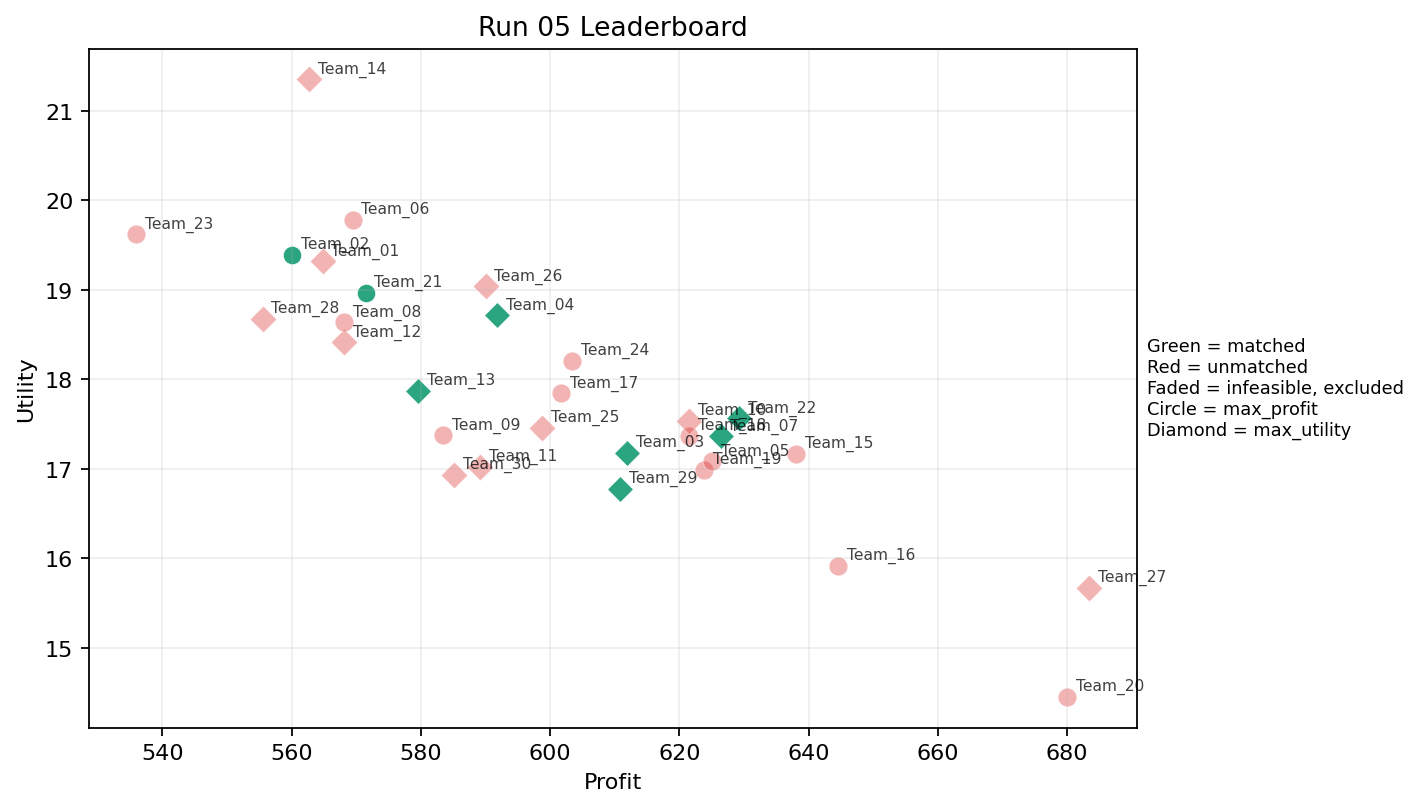 Run 05 Leaderboard
Team_14
21
Team_06
20
Team_23
Team_02
Team_01
Team_26
Team_21
19
Team_04
Team_28
Team_08
Team_12
Team_24
18
Team_17
Team_13
Team_10
Team_22
Team_25
Team_09
Team_18
Team_07
Team_03
Team_15
Team_05
Team_11
Team_30
Team_19
17
Team_29
16
Team_16
Team_27
15
Team_20
Utility
540 560 580 600 620 640 660 680
Profit
Green = matched
Red = unmatched
Faded = infeasible, excluded
Circle = max_profit
Diamond = max_utility